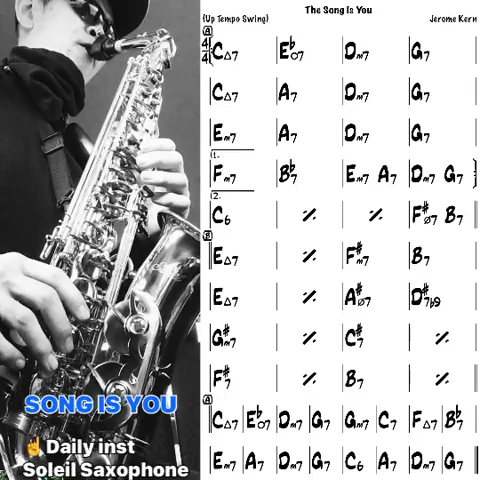 The Song Is You
(Up Tempo Swing) Jerome Kern
A
4/4 C△7 E♭o7 Dm7 G7
C△7 A7 Dm7 G7
Em7 A7 Dm7 G7
1.
Fm7 B♭7 Em7 A7 Dm7 G7
2.
C6 𝄎 𝄎 F#ø7 B7
B
E△7 𝄎 F#m7 B7
E△7 𝄎 A#ø7 D#7♭9
G#m7 𝄎 C#7 𝄎
F#7 𝄎 B7 𝄎
A
C△7 E♭o7 Dm7 G7 Gm7 C7 F△7 B♭7
Em7 A7 Dm7 G7 C6 A7 Dm7 G7
SONG IS YOU
☝️Daily inst
Soleil Saxophone